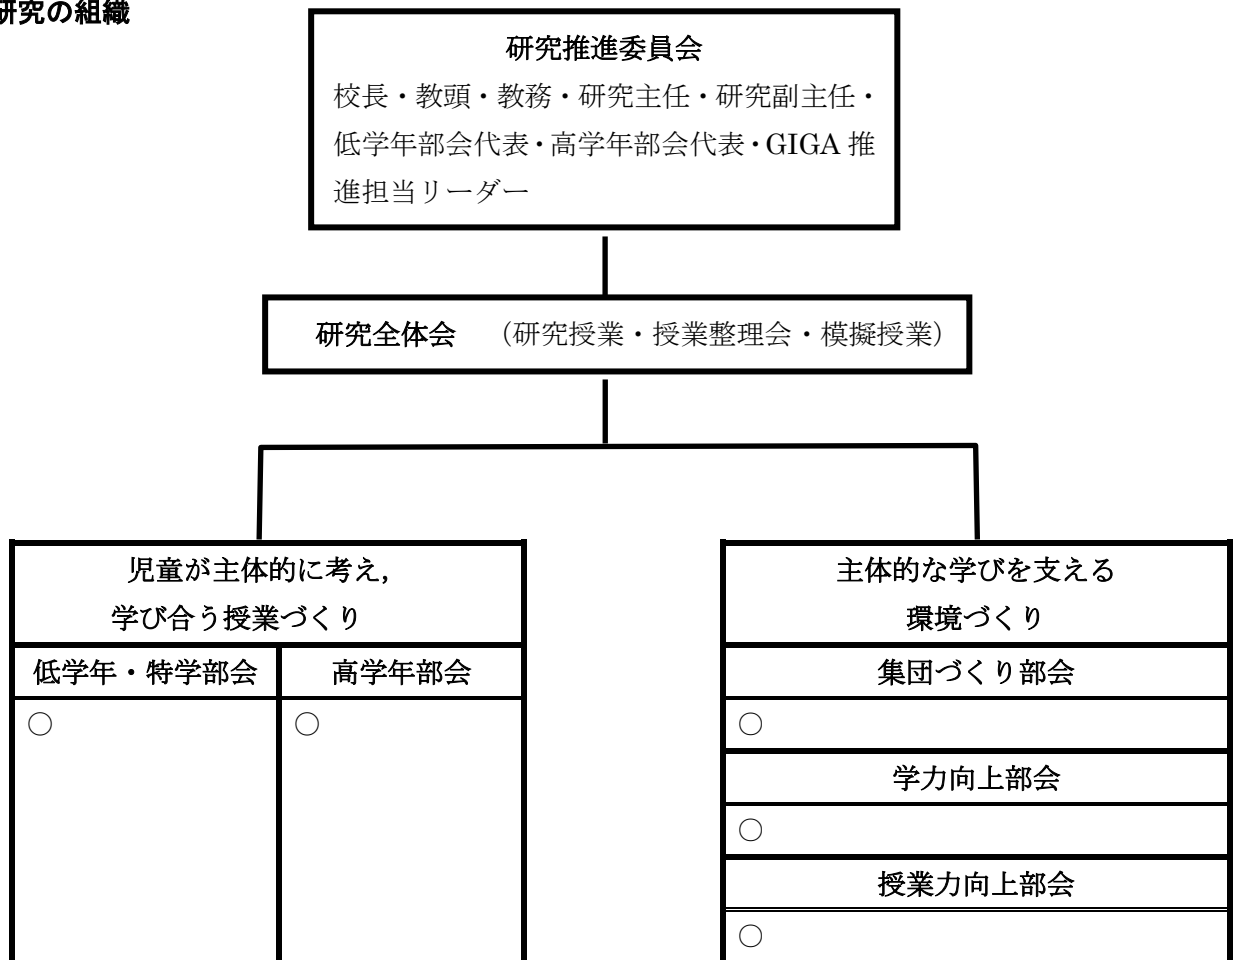 研究の組織
研究推進委員会
校長・教頭・教務・研究主任・研究副主任・
低学年部会代表・高学年部会代表・GIGA 推
進担当リーダー
研究全体会 （研究授業・授業整理会・模擬授業）
児童が主体的に考え,
学び合う授業づくり
低学年・特学部会
高学年部会
○
○
主体的な学びを支える
環境づくり
集団づくり部会
○
学力向上部会
○
授業力向上部会
○